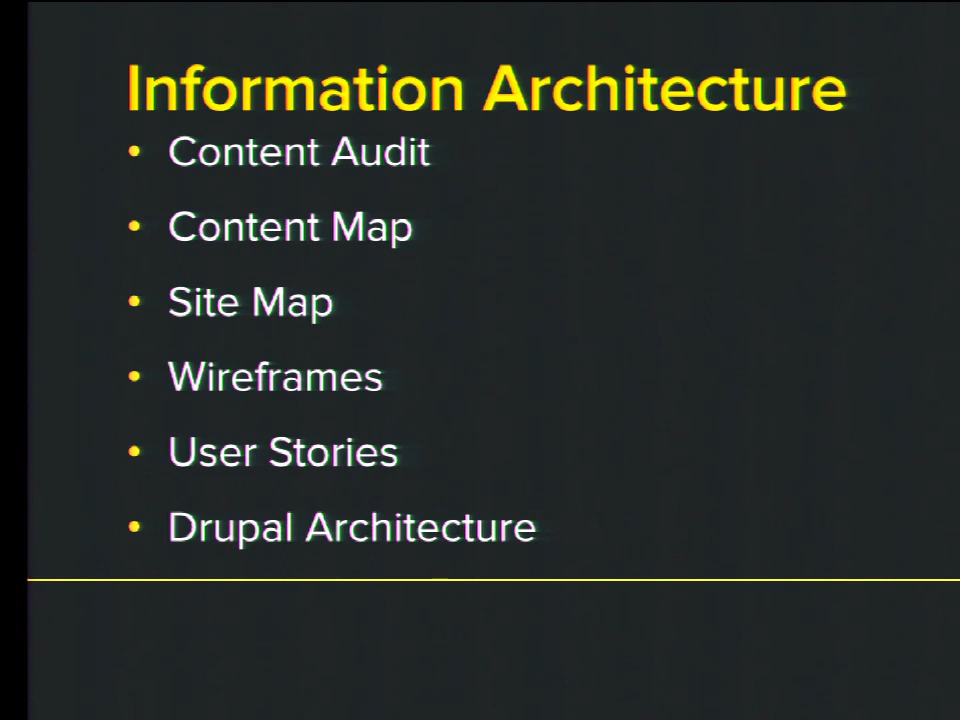 Information Architecture
• Content Audit
• Content Map
• Site Map
• Wireframes
• User Stories
• Drupal Architecture